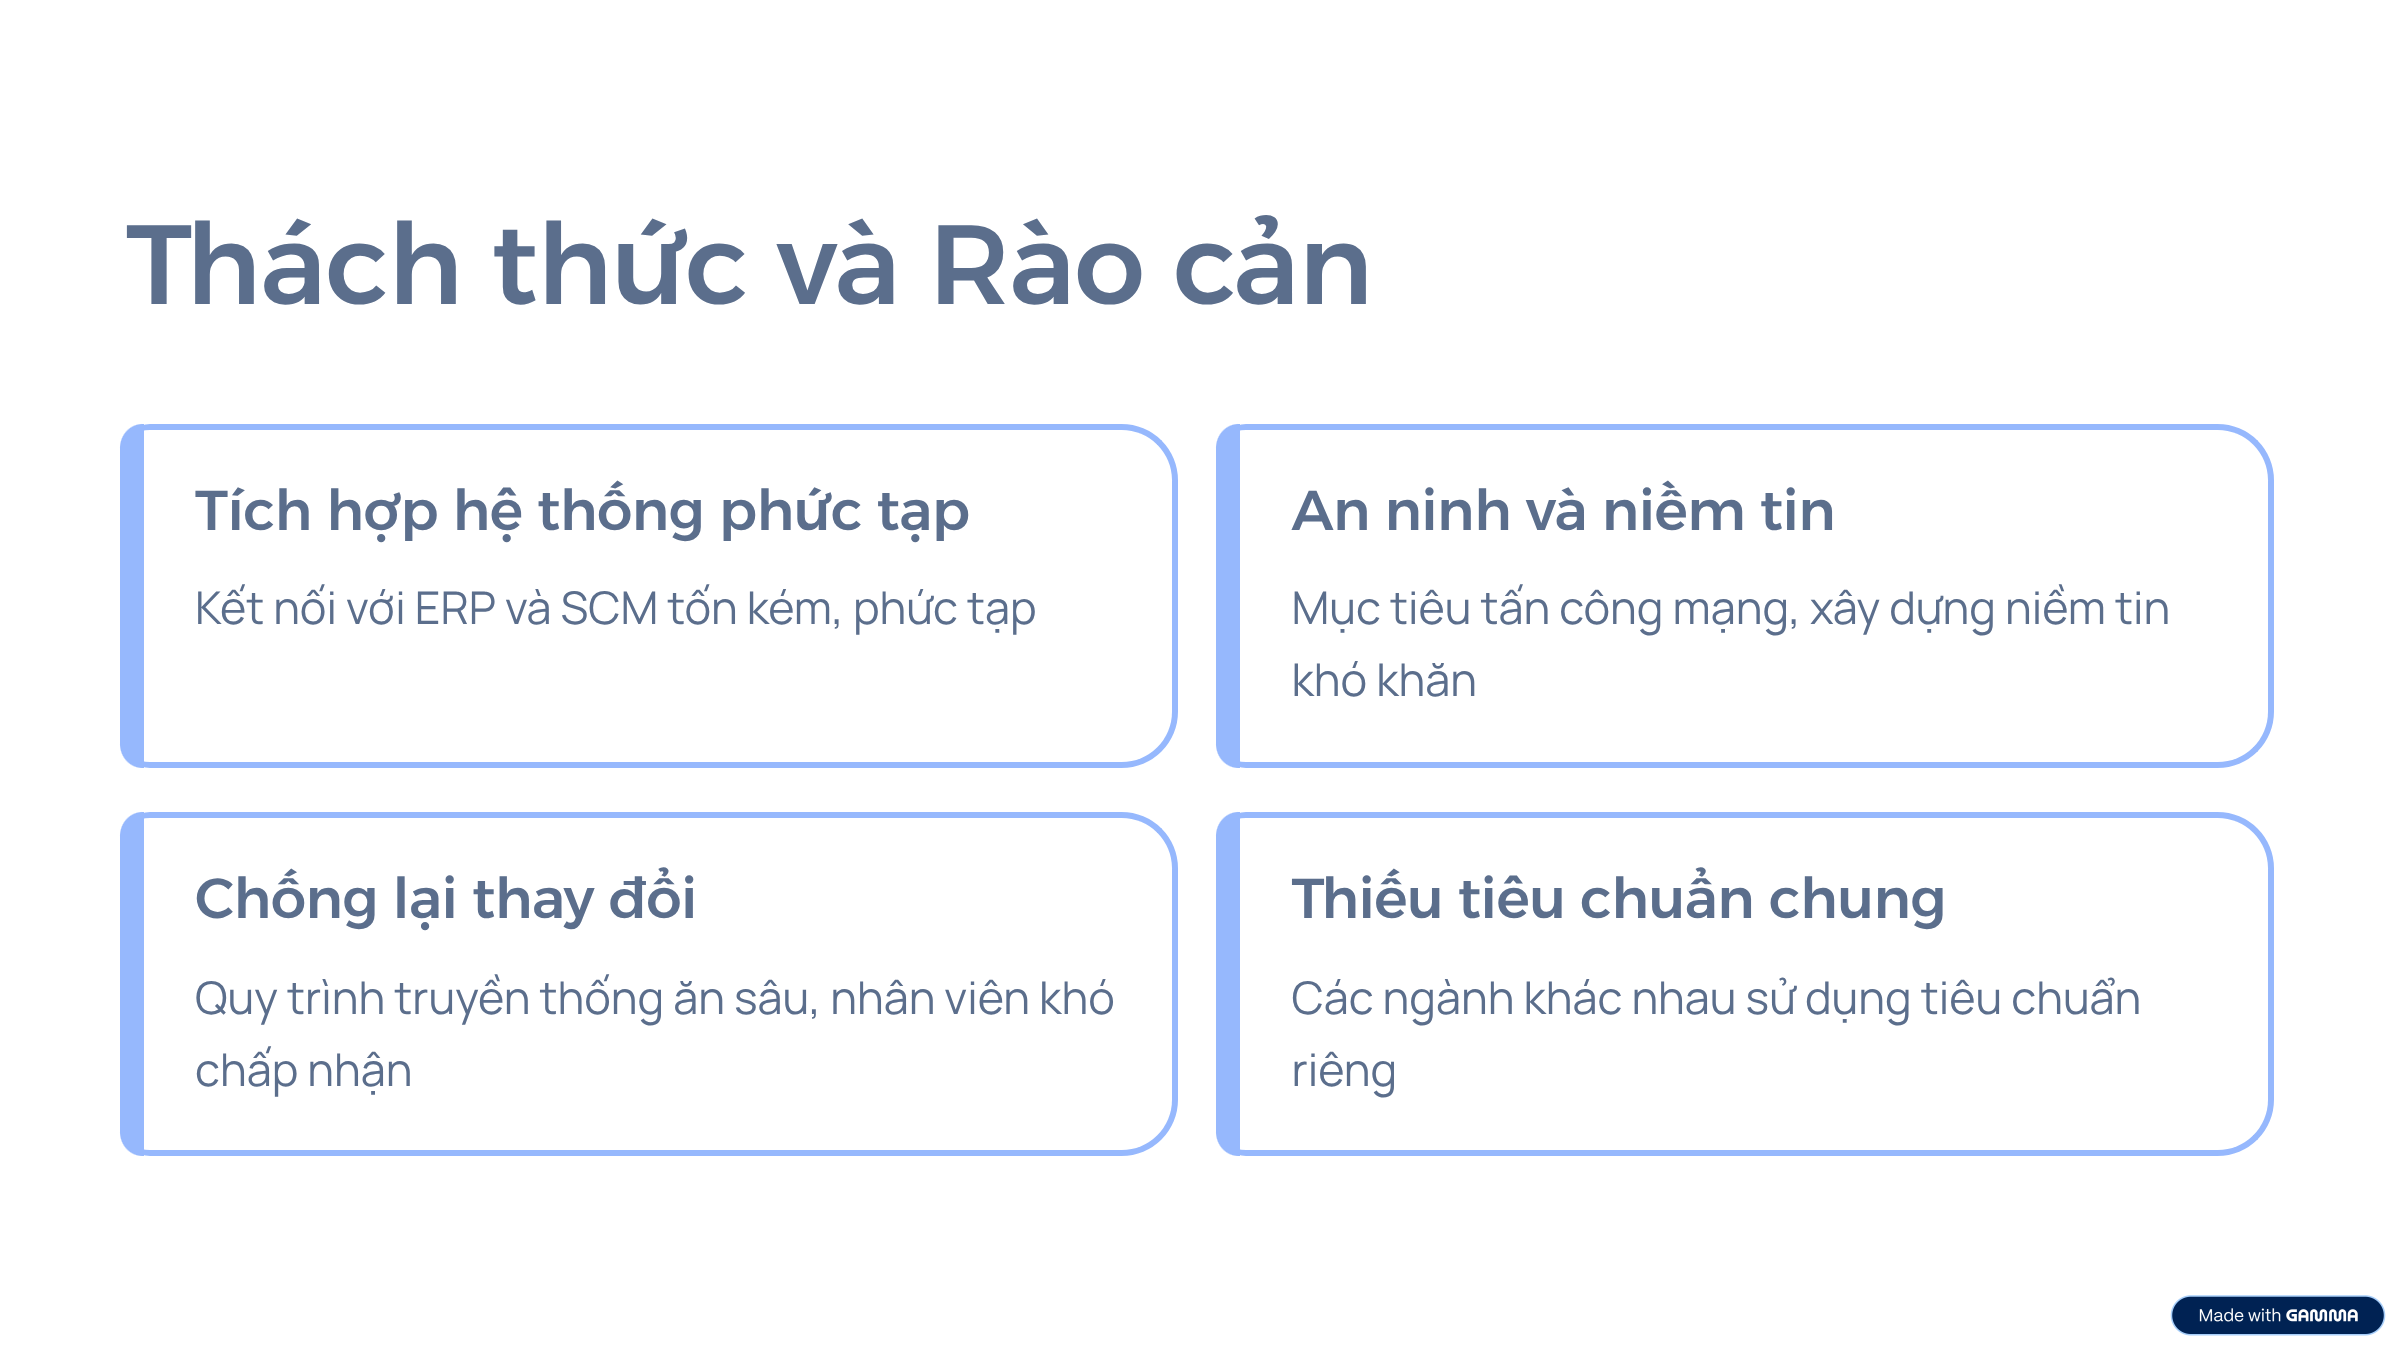 Thách thức và Rào cản
Tích hợp hệ thống phức tạp
Kết nối với ERP và SCM tốn kém, phức tạp
An ninh và niềm tin
Mục tiêu tấn công mạng, xây dựng niềm tin
khó khăn
Chống lại thay đổi
Quy trình truyền thống ăn sâu, nhân viên khó
chấp nhận
Thiếu tiêu chuẩn chung
Các ngành khác nhau sử dụng tiêu chuẩn
riêng
Made with GAMMA